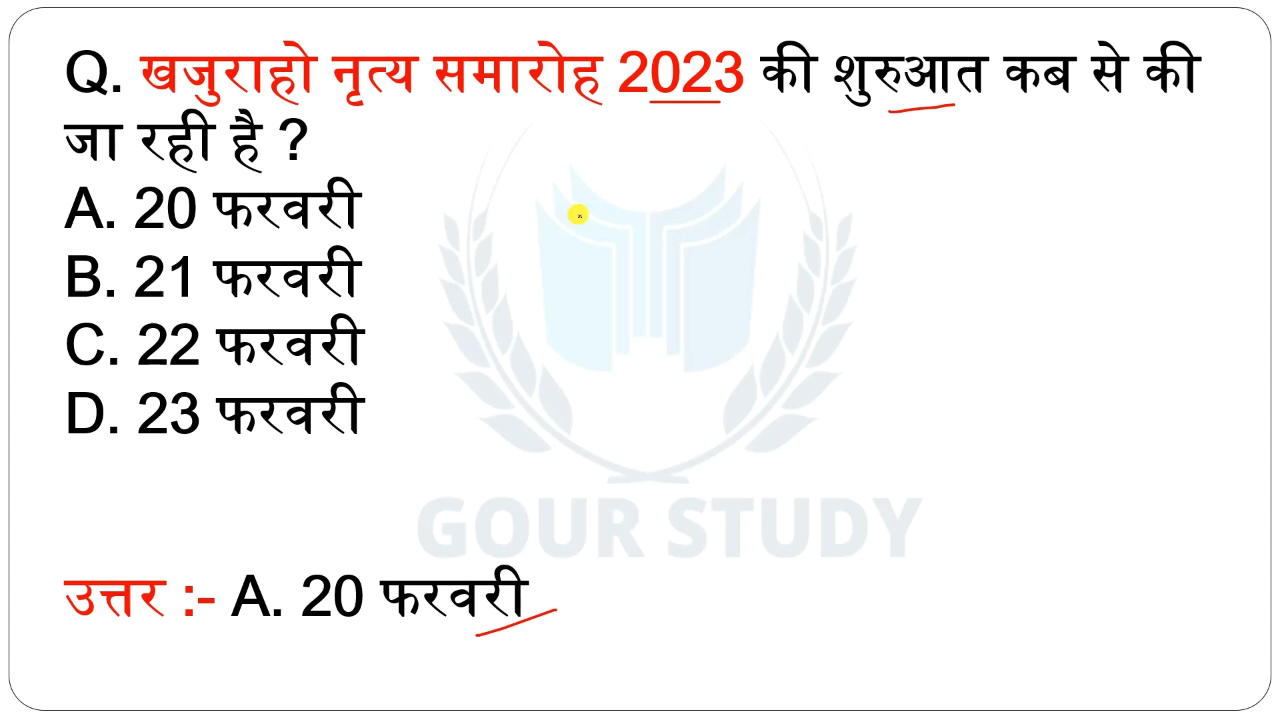 Q. खजुराहो नृत्य समारोह 2023 की शुरुआत कब से की
जा रही है ?
A. 20 फरवरी
B. 21 फरवरी
C. 22 फरवरी
D. 23 फरवरी
GOUR STUDY
उत्तर :- A. 20 फरवरी